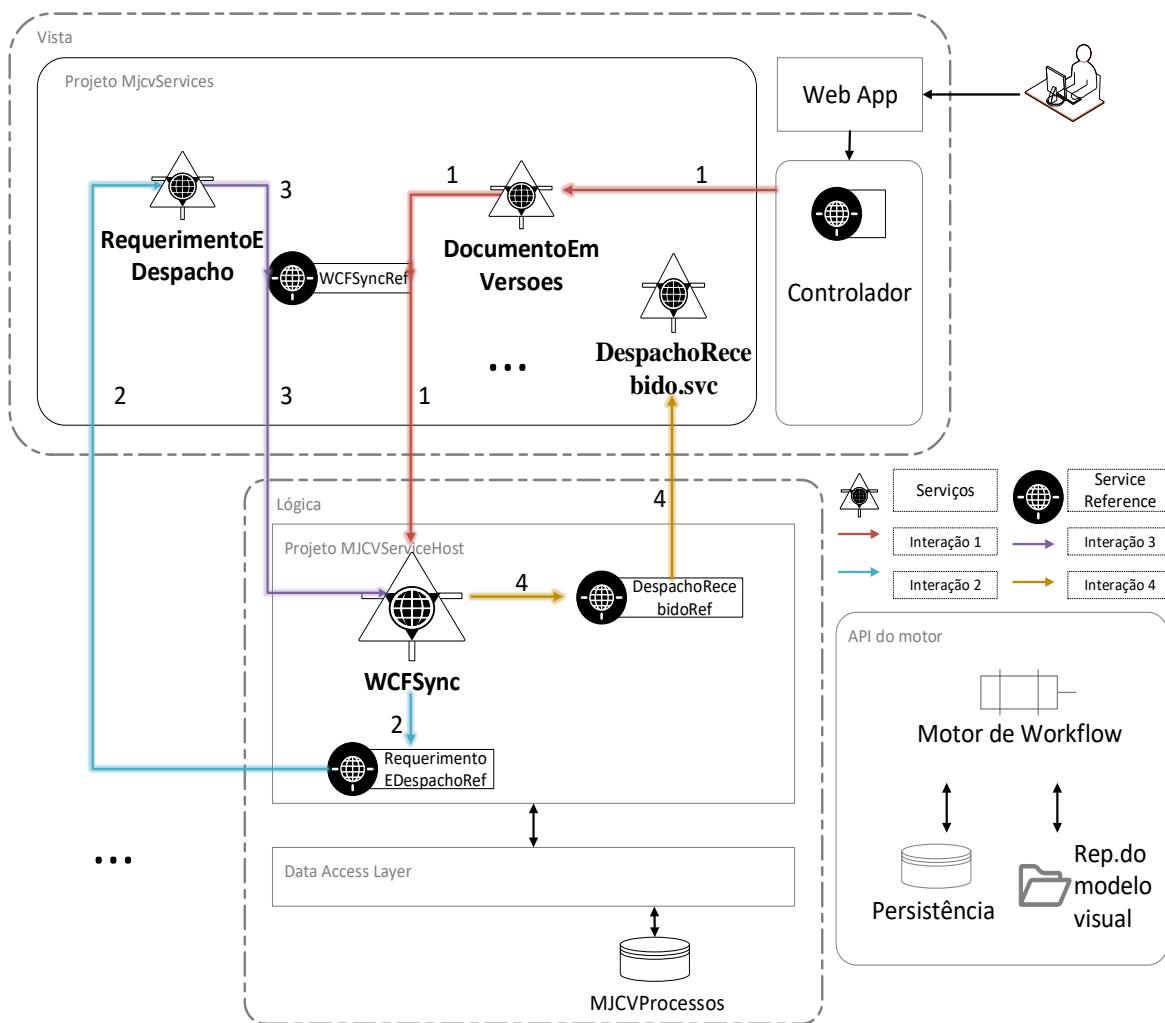 Vista
Projeto MjcvServices
Web App
3
1
1
RequerimentoE
Despacho
DocumentoEm
Versoes
WCFSyncRef
Controlador
DespachoRece
bido.svc
...
2
3
1
4
Lógica
Projeto MJCVServiceHost
4
DespachoRece
bidoRef
WCFSync
2
Requerimento
EDespachoRef
...
Data Access Layer
MJCVProcessos
Serviços
Service
Reference
Interação 1
Interação 3
Interação 2
Interação 4
API do motor
Motor de Workflow
Persistência
Rep.do
modelo
visual